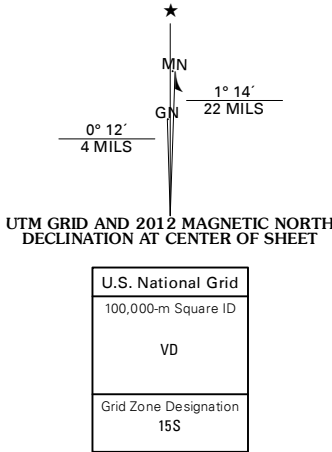 ★
MN
1° 14´
22 MILS
GN
0° 12´
4 MILS
UTM GRID AND 2012 MAGNETIC NORTH
DECLINATION AT CENTER OF SHEET
U.S. National Grid
100,000-m Square ID
VD
Grid Zone Designation
15S